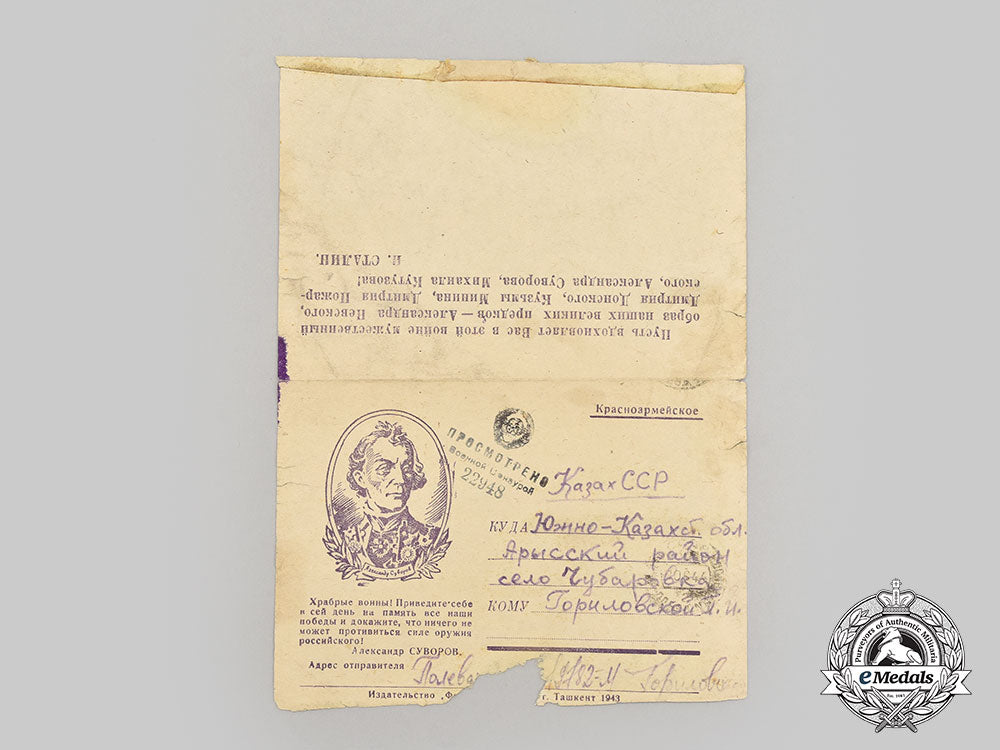 Пусть вдохновляет Вас в этой войне мужественный
образ наших великих предков — Александра Невского,
Дмитрия Донского, Кузьмы Минина, Дмитрия Пожар-
ского, Александра Суворова, Михаила Кутузова!
И. СТАЛИН.
Красноармейское
ПРОСМОТРЕНО
Военной Цензурой
22948
Казах ССР
КУДА Южно-Казахст. обл.
Арысский район
село Чубаровка
КОМУ Гориловской
Александр Суворов
Храбрые воины! Приведите себе
в сей день на память все наши
победы и докажите, что ничего не
может противиться силе оружия
российского!
Александр СУВОРОВ.
Адрес отправителя
Издательство
г. Ташкент 1943
Purveyors of Authentic Militaria
eMedals